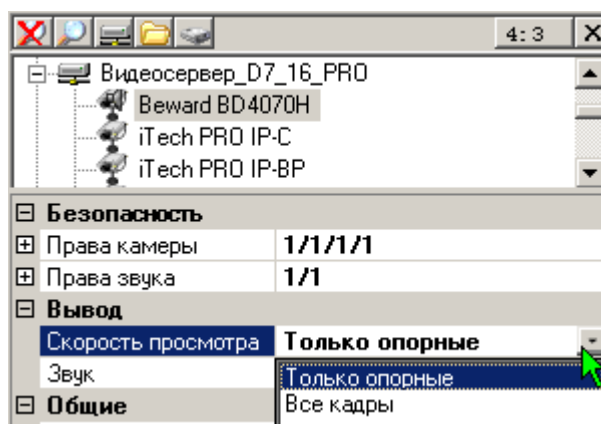 4:3
Видеосервер_D7_16_PRO
Beward BD4070H
iTech PRO IP-C
iTech PRO IP-BP
Безопасность
Права камеры 1/1/1/1
Права звука 1/1
Вывод
Скорость просмотра Только опорные
Звук Только опорные
Общие Все кадры